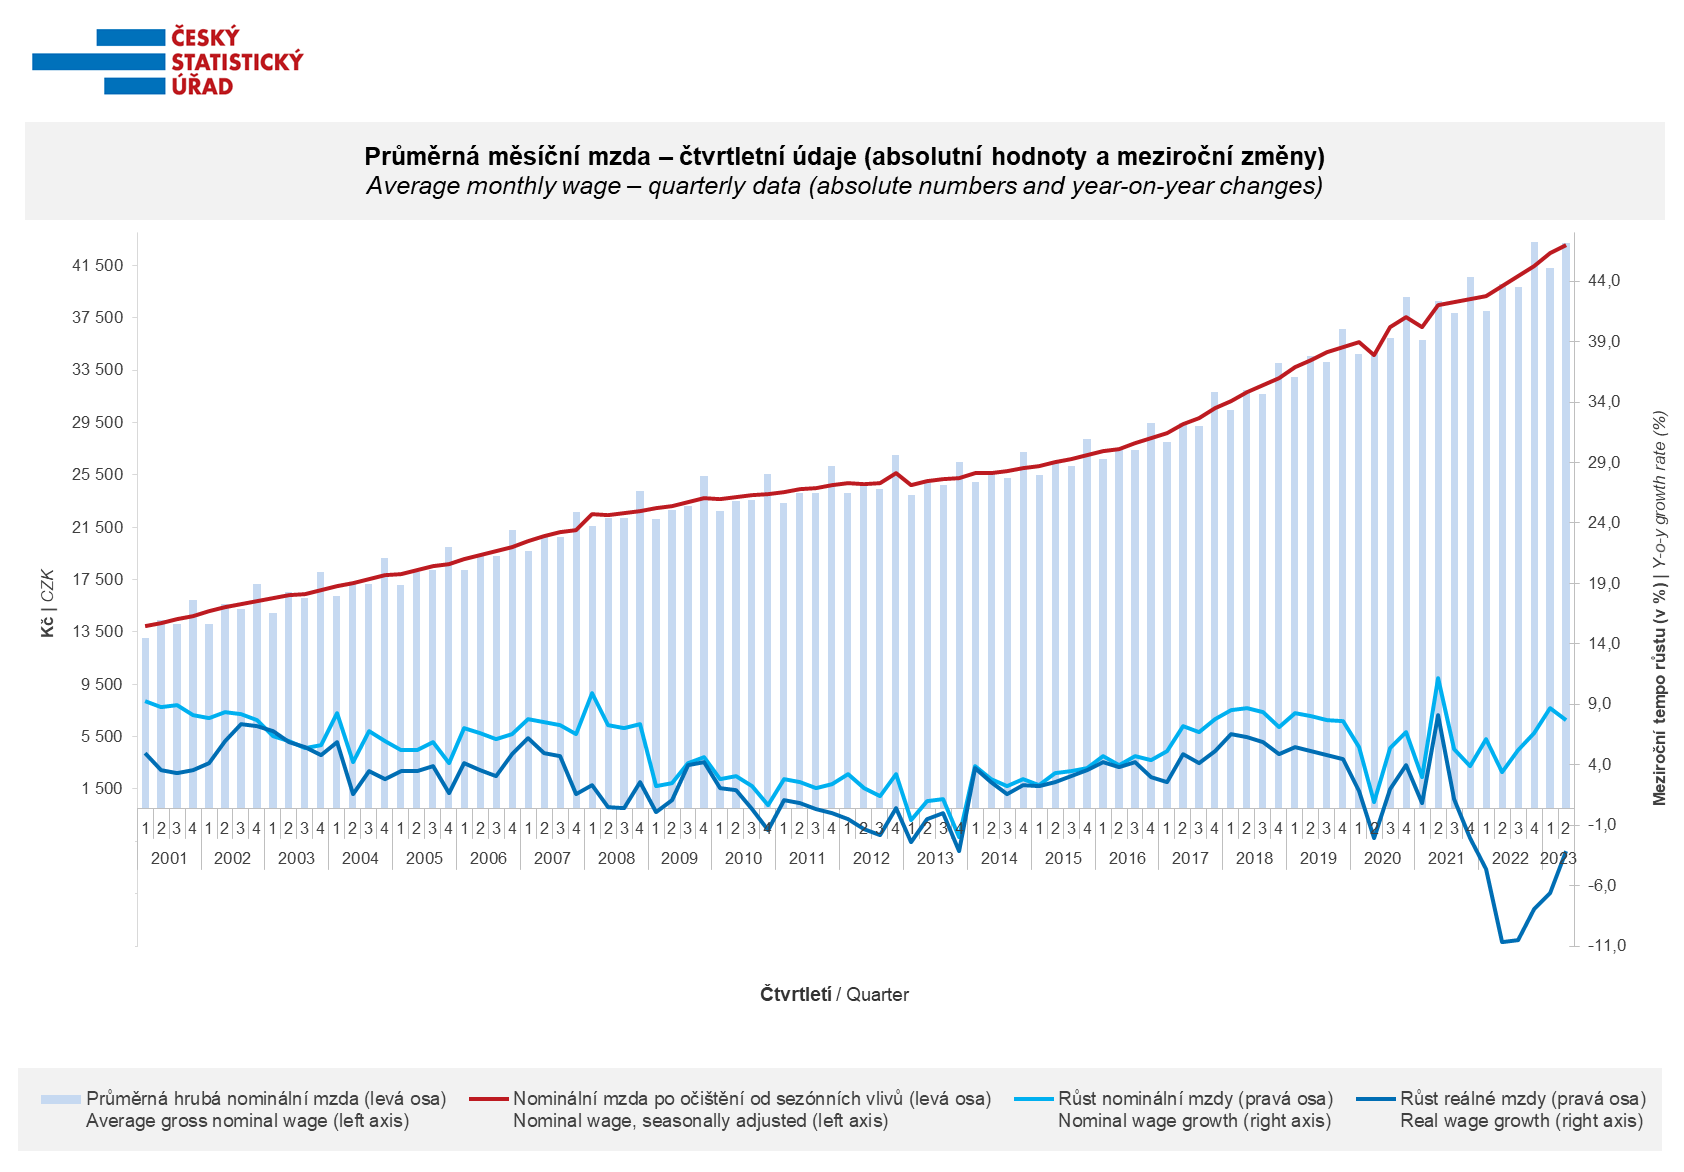 ČESKÝ
STATISTICKÝ
ÚŘAD
Průměrná měsíční mzda – čtvrtletní údaje (absolutní hodnoty a meziroční změny)
Average monthly wage – quarterly data (absolute numbers and year-on-year changes)
Kč | CZK
41 500
37 500
33 500
29 500
25 500
21 500
17 500
13 500
9 500
5 500
1 500
44,0
39,0
34,0
29,0
24,0
19,0
14,0
9,0
4,0
-1,0
-6,0
-11,0
Meziroční tempo růstu (v %) | Y-o-y growth rate (%)
1 2 3 4 1 2 3 4 1 2 3 4 1 2 3 4 1 2 3 4 1 2 3 4 1 2 3 4 1 2 3 4 1 2 3 4 1 2 3 4 1 2 3 4 1 2 3 4 1 2 3 4 1 2 3 4 1 2 3 4 1 2 3 4 1 2 3 4 1 2 3 4 1 2 3 4 1 2 3 4 1 2 3 4 1 2 3 4 1 2
2001 2002 2003 2004 2005 2006 2007 2008 2009 2010 2011 2012 2013 2014 2015 2016 2017 2018 2019 2020 2021 2022 2023
Čtvrtletí / Quarter
Průměrná hrubá nominální mzda (levá osa)
Average gross nominal wage (left axis)
Nominální mzda po očištění od sezónních vlivů (levá osa)
Nominal wage, seasonally adjusted (left axis)
Růst nominální mzdy (pravá osa)
Nominal wage growth (right axis)
Růst reálné mzdy (pravá osa)
Real wage growth (right axis)